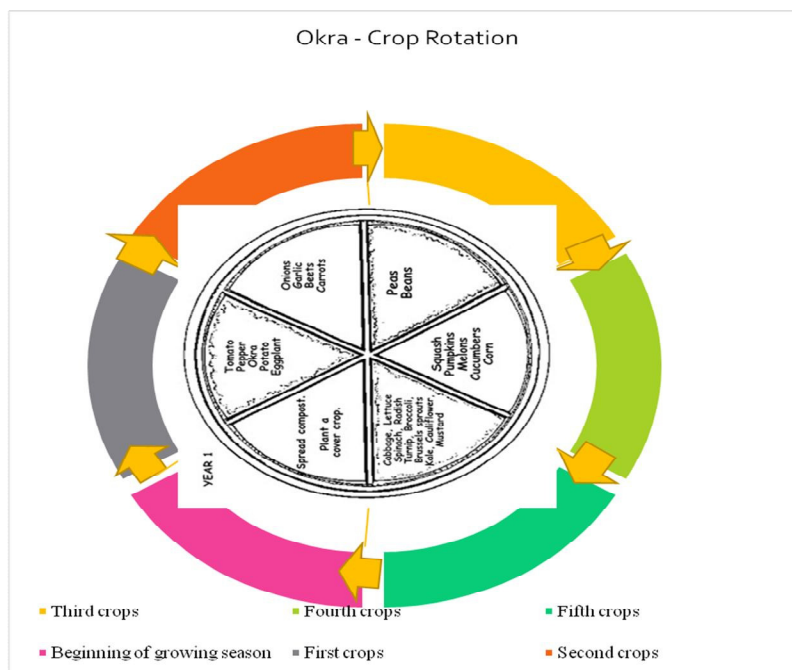 Okra - Crop Rotation
Onions
Garlic
Beets
Carrots
Peas
Beans
Tomato
Pepper
Okra
Potato
Eggplant
Squash
Pumpkins
Melons
Cucumbers
Corn
Spread compost.
Plant a
cover crop.
Cabbage, Lettuce
Spinach, Radish
Turnip, Broccoli,
Brussels sprouts
Kale, Cauliflower,
Mustard
YEAR 1
Third crops
Fourth crops
Fifth crops
Beginning of growing season
First crops
Second crops